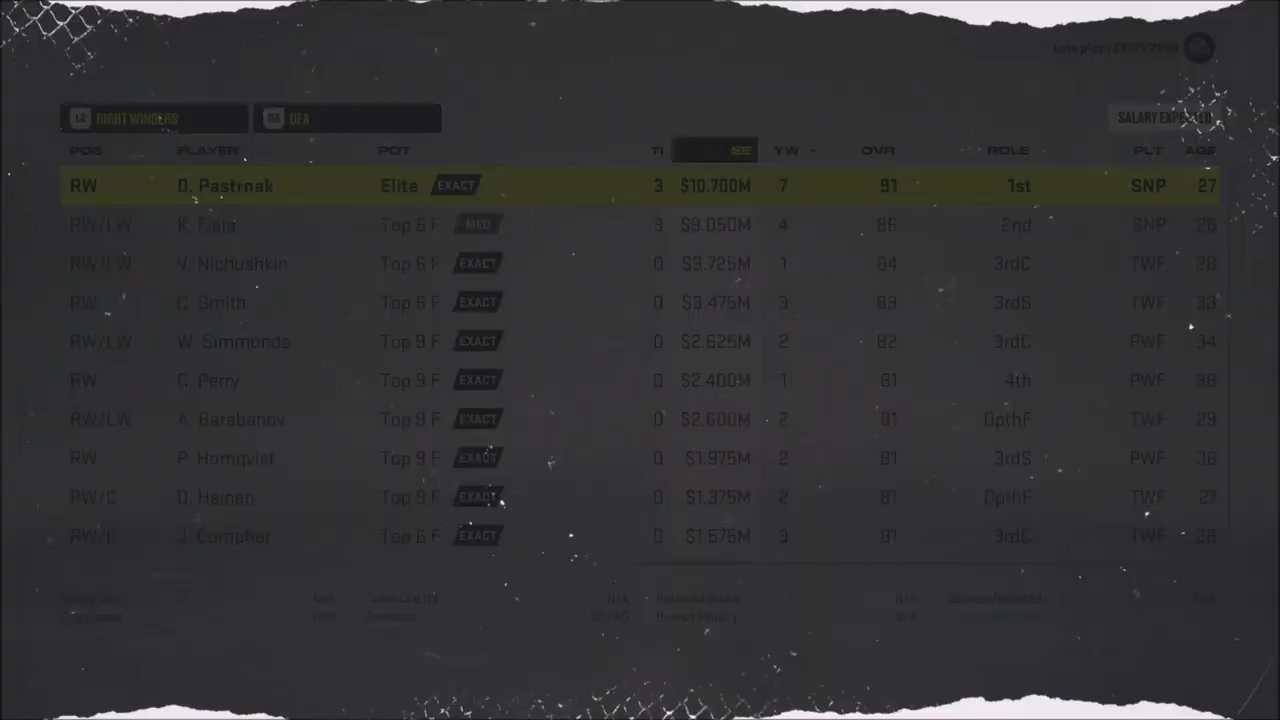 L2 RIGHT WINGERS R2 UFA SALARY EXPECTED
POS PLAYER POT TI SE YW OVR ROLE PLT AGE
RW D. Pastrnak Elite EXACT 3 $10.700M 7 91 1st SNP 27
RW/LW K. Fiala Top 6 F MED 3 $9.050M 4 86 2nd SNP 26
RW/LW V. Nichushkin Top 6 F EXACT 0 $3.725M 1 84 3rdC TWF 28
RW C. Smith Top 6 F EXACT 0 $3.475M 3 83 3rdS TWF 33
RW/LW W. Simmonds Top 9 F EXACT 0 $2.625M 2 82 3rdC PWF 34
RW C. Perry Top 9 F EXACT 0 $2.400M 1 81 4th PWF 38
RW/LW A. Barabanov Top 9 F EXACT 0 $2.600M 2 81 DpthF TWF 29
RW P. Hornqvist Top 9 F EXACT 0 $1.975M 2 81 3rdS PWF 36
RW/C D. Heinen Top 9 F EXACT 0 $1.375M 2 81 DpthF TWF 27
RW/C J. Compher Top 6 F EXACT 0 $1.575M 3 81 3rdC TWF 28